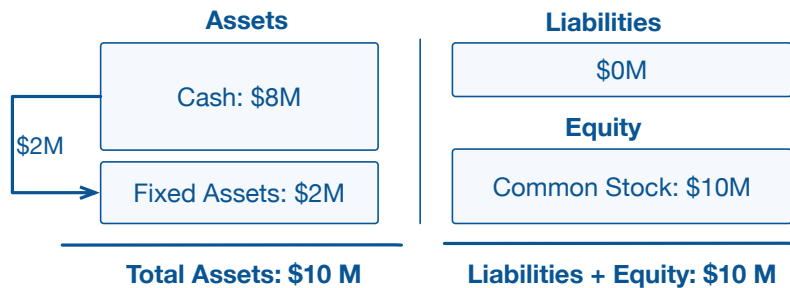 Assets
Cash: $8M
$2M
Fixed Assets: $2M
Total Assets: $10 M
Liabilities
$0M
Equity
Common Stock: $10M
Liabilities + Equity: $10 M